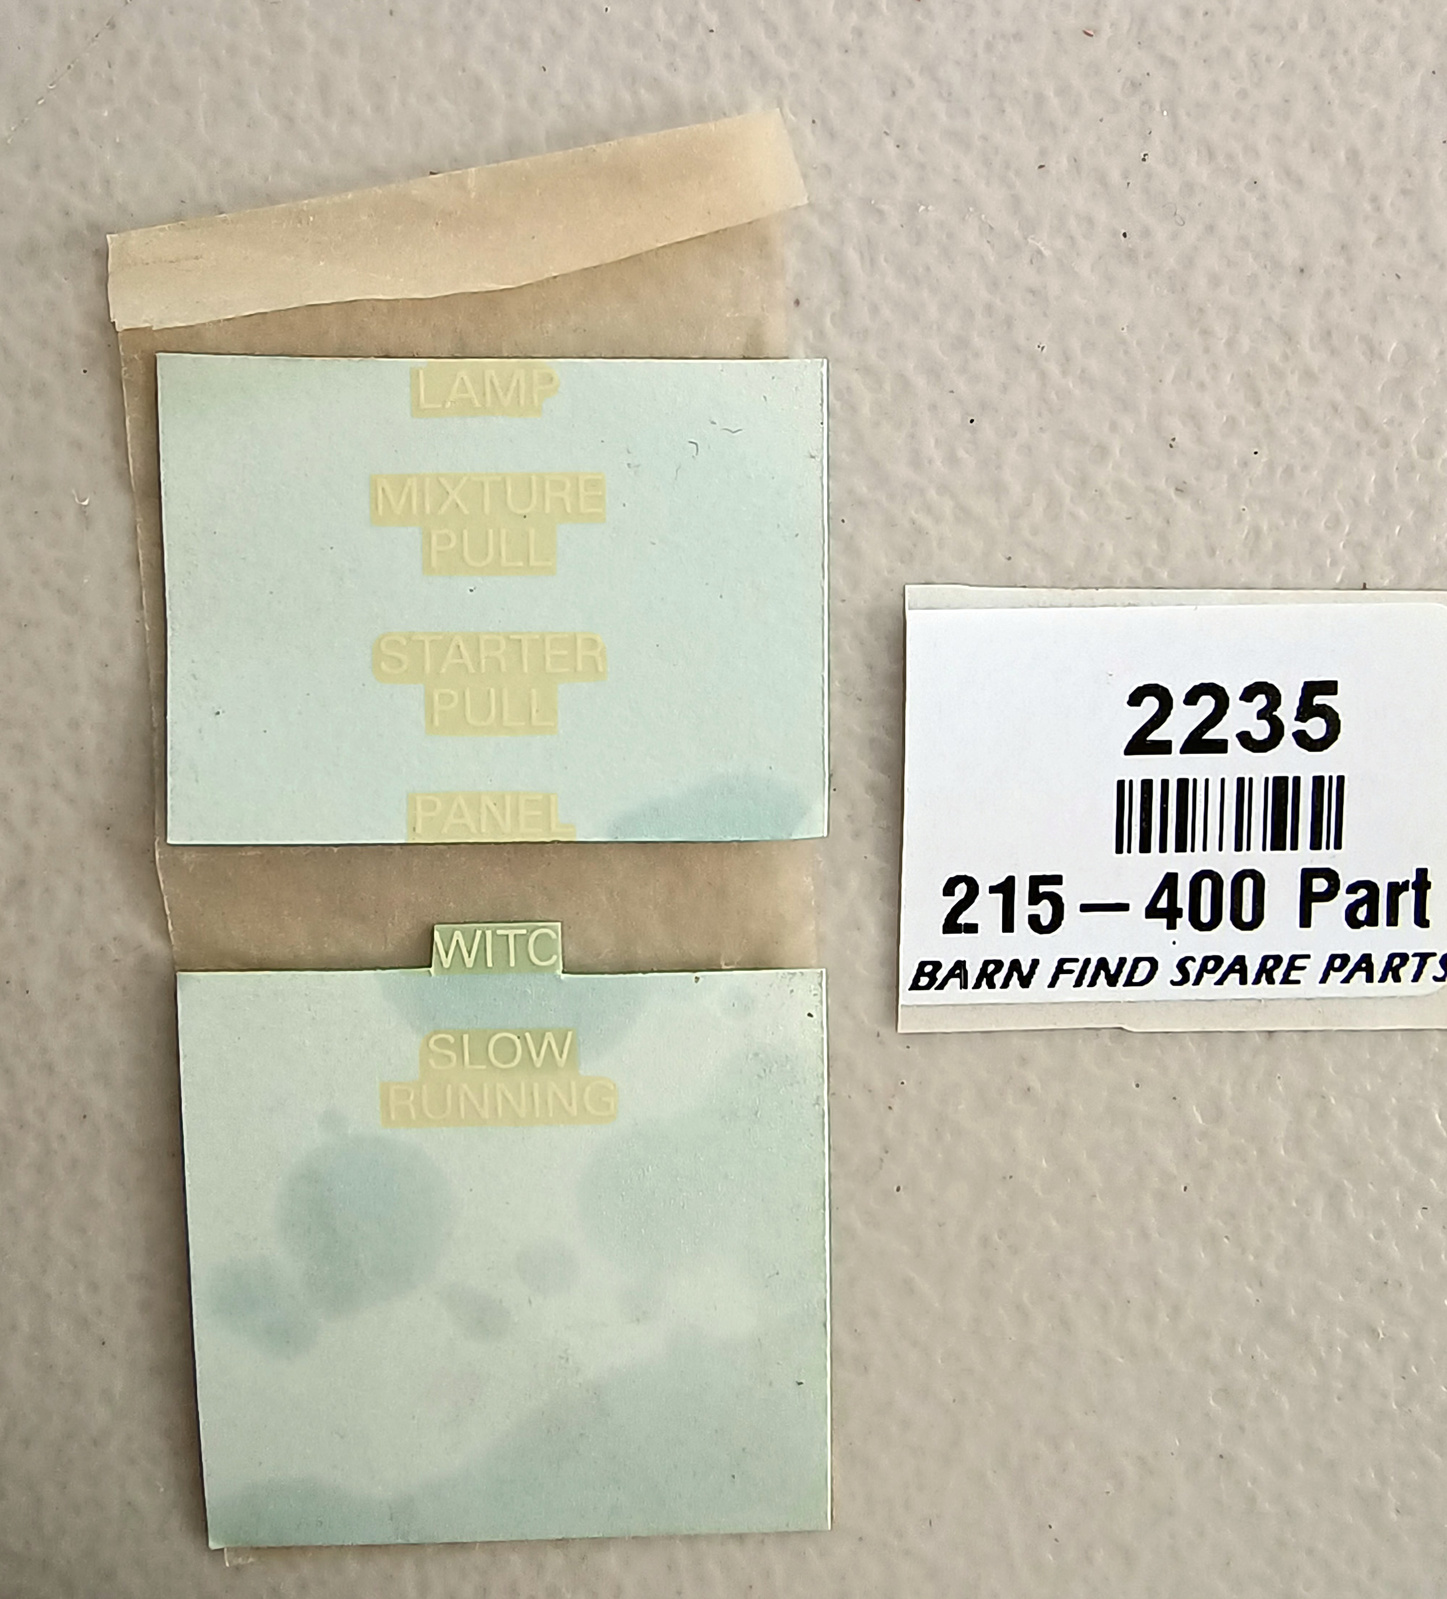 LAMP
MIXTURE
PULL
STARTER
PULL
PANEL
WITC
SLOW
RUNNING
2235
215-400 Part
BARN FIND SPARE PARTS